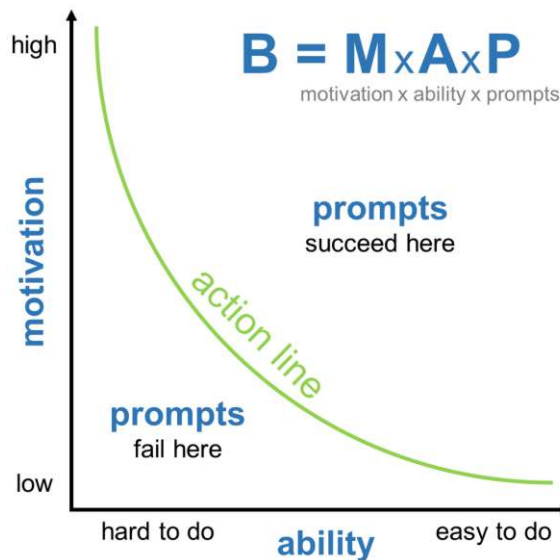 high
B = MxAxP
motivation x ability x prompts
motivation
prompts
succeed here
action line
prompts
fail here
low
hard to do
ability
easy to do